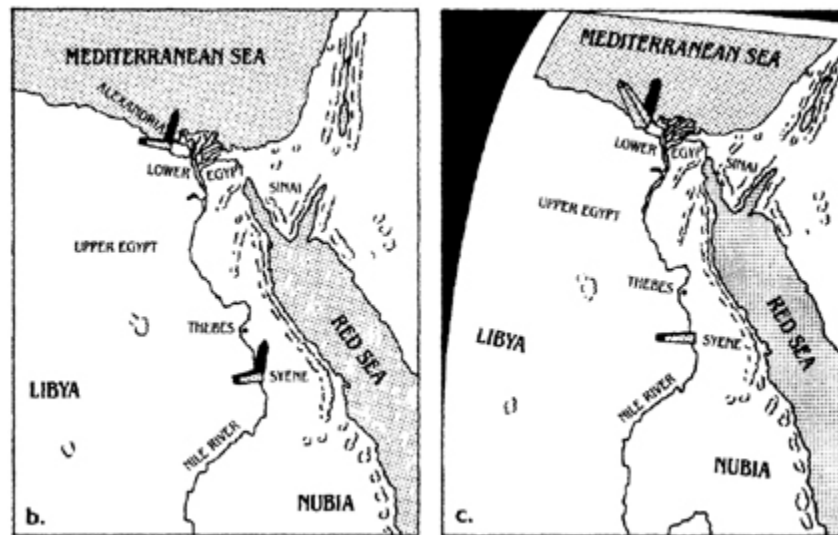 MEDITERRANEAN SEA
ALEXANDRIA
LOWER EGYPT
SINAI
UPPER EGYPT
THEBES
RED SEA
SYENE
LIBYA
NILE RIVER
NUBIA
b.
MEDITERRANEAN SEA
LOWER EGYPT
SINAI
UPPER EGYPT
THEBES
RED SEA
LIBYA
SYENE
NILE RIVER
NUBIA
c.